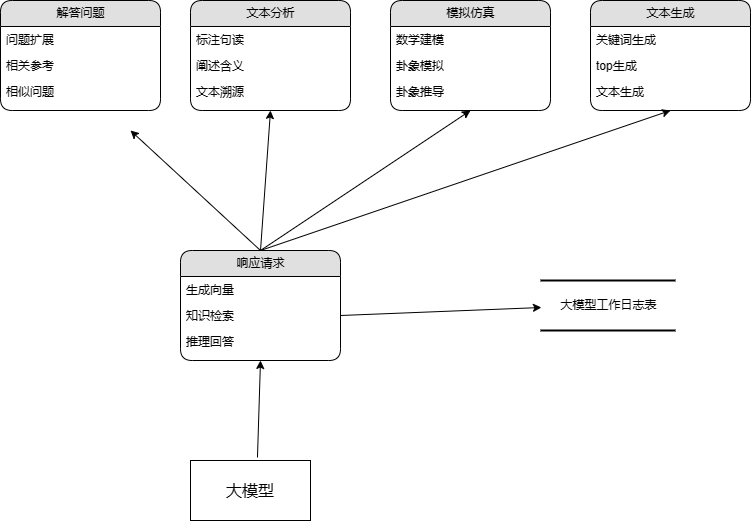 解答问题
问题扩展
相关参考
相似问题
文本分析
标注句读
阐述含义
文本溯源
模拟仿真
数学建模
卦象模拟
卦象推导
文本生成
关键词生成
top生成
文本生成
响应请求
生成向量
知识检索
推理回答
大模型工作日志表
大模型